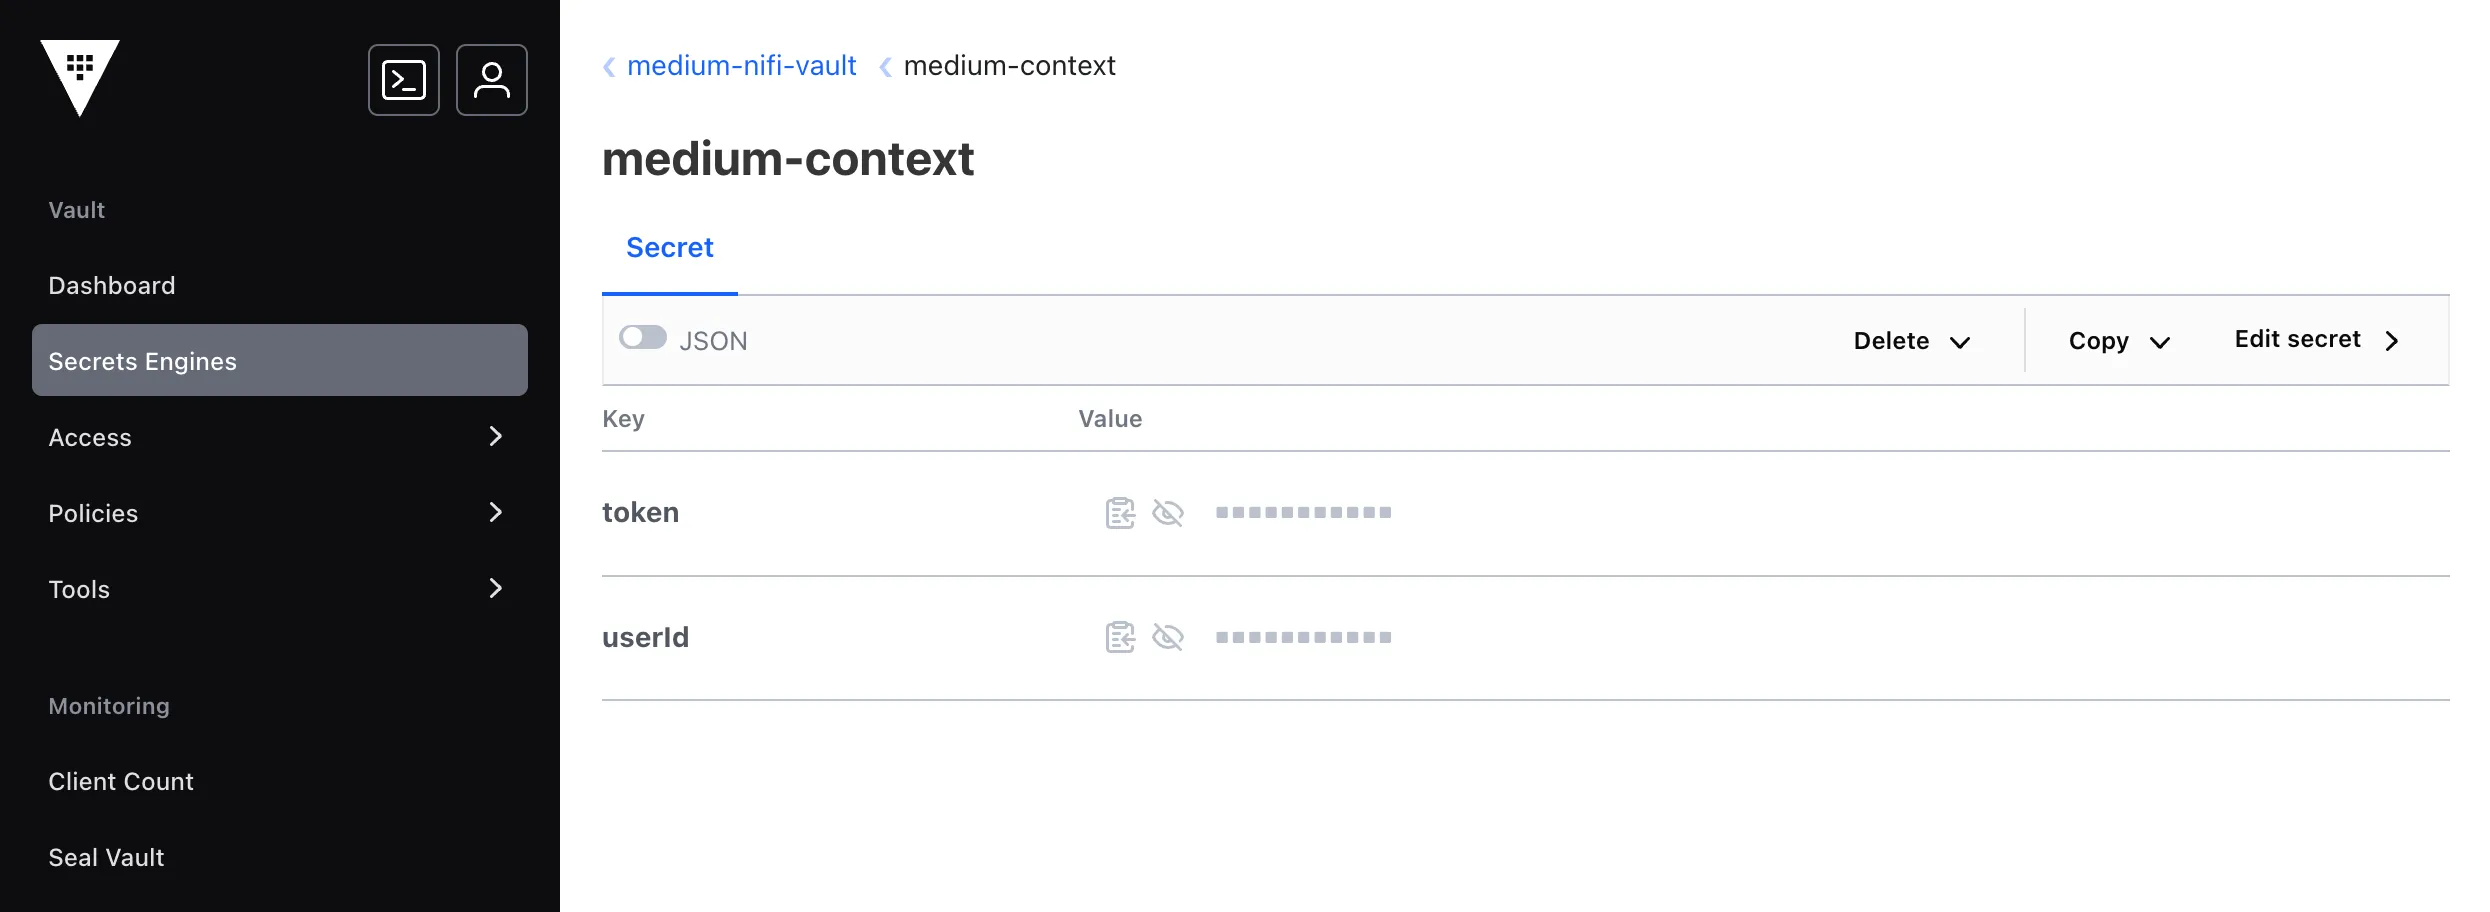 Vault
Dashboard
Secrets Engines
Access
Policies
Tools
Monitoring
Client Count
Seal Vault
medium-nifi-vault medium-context
medium-context
Secret
JSON Delete Copy Edit secret
Key Value
token
userId